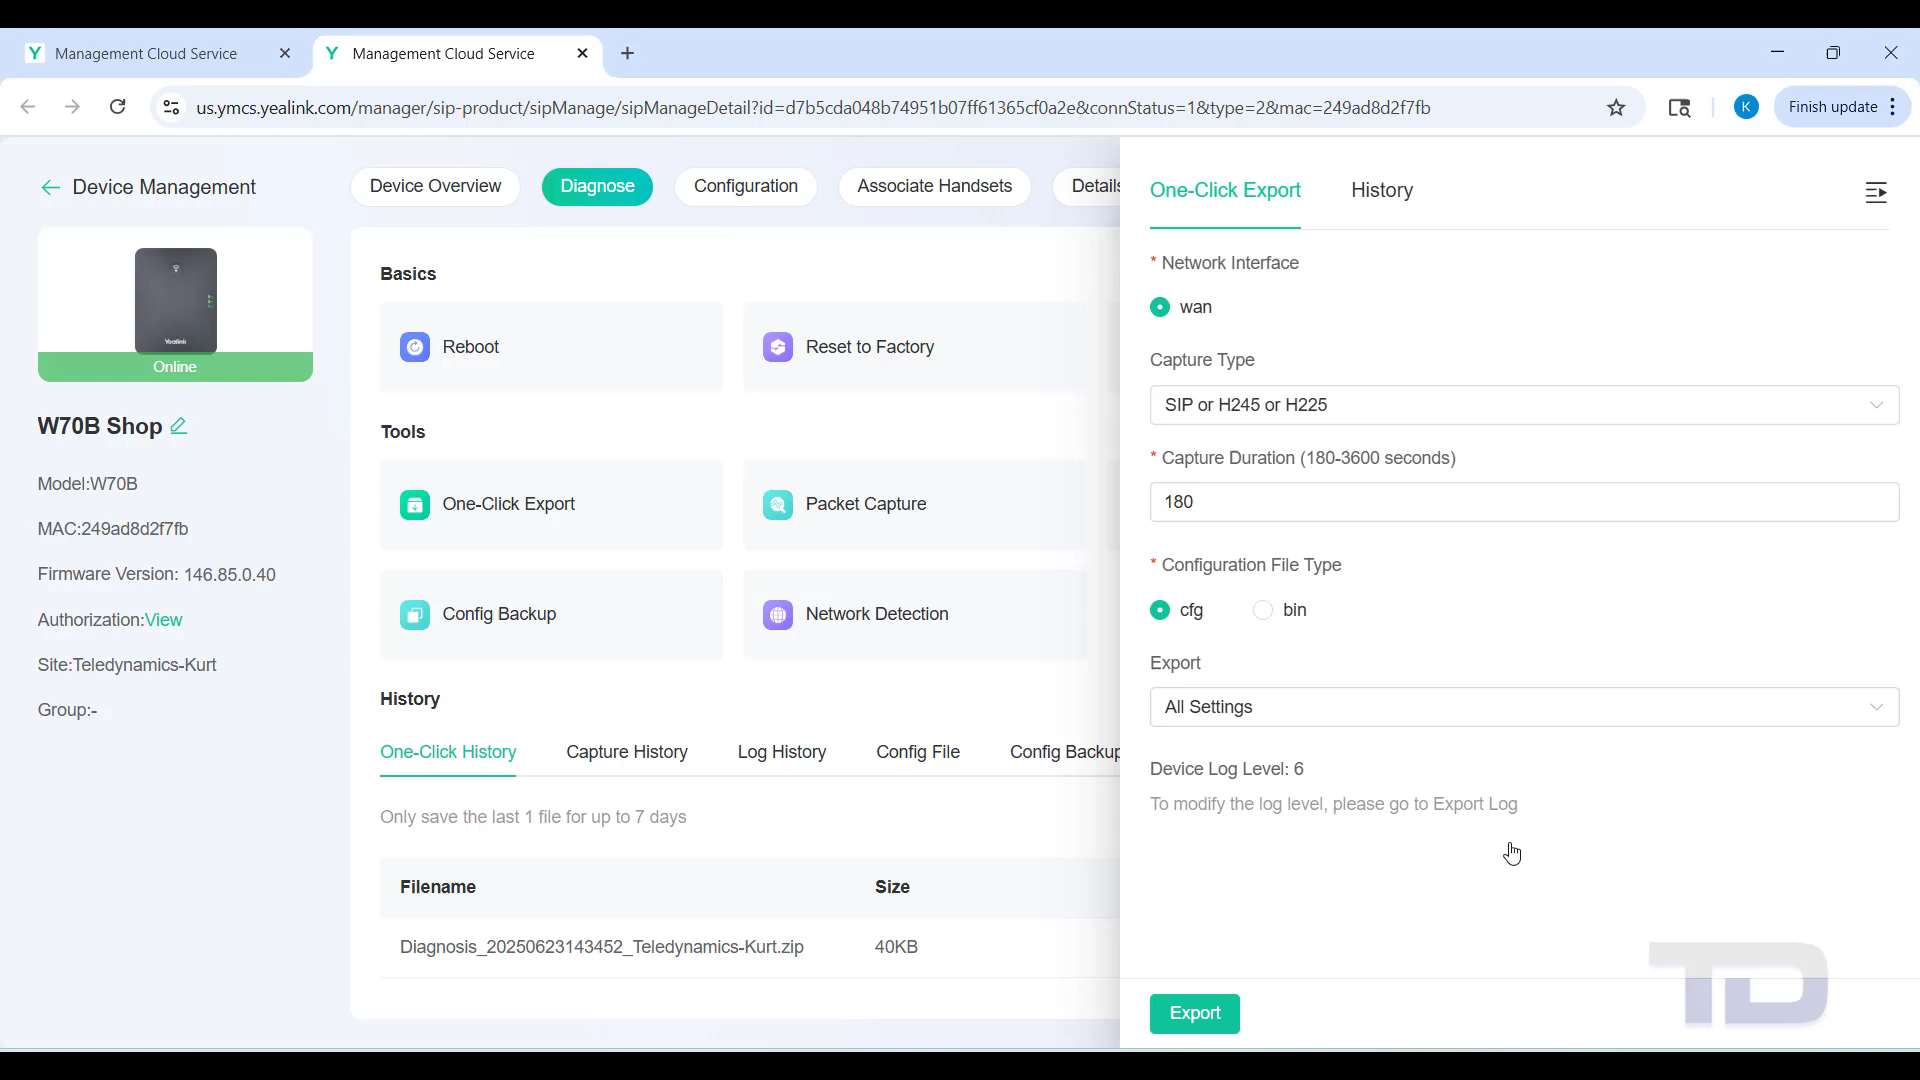 Management Cloud Service
Management Cloud Service
us.ymcs.yealink.com/manager/sip-product/sipManage/sipManageDetail?id=d7b5cda048b74951b07ff61365cf0a2e&connStatus=1&type=2&mac=249ad8d2f7fb
K
Finish update
Device Management
Device Overview
Diagnose
Configuration
Associate Handsets
Details
Yealink
Online
W70B Shop
Model:W70B
MAC:249ad8d2f7fb
Firmware Version: 146.85.0.40
Authorization:View
Site:Teledynamics-Kurt
Group:-
Basics
Reboot
Reset to Factory
Tools
One-Click Export
Packet Capture
Config Backup
Network Detection
History
One-Click History
Capture History
Log History
Config File
Config Backup
Only save the last 1 file for up to 7 days
Filename
Size
Diagnosis_20250623143452_Teledynamics-Kurt.zip
40KB
One-Click Export
History
* Network Interface
wan
Capture Type
SIP or H245 or H225
* Capture Duration (180-3600 seconds)
180
* Configuration File Type
cfg
bin
Export
All Settings
Device Log Level: 6
To modify the log level, please go to Export Log
Export
TD